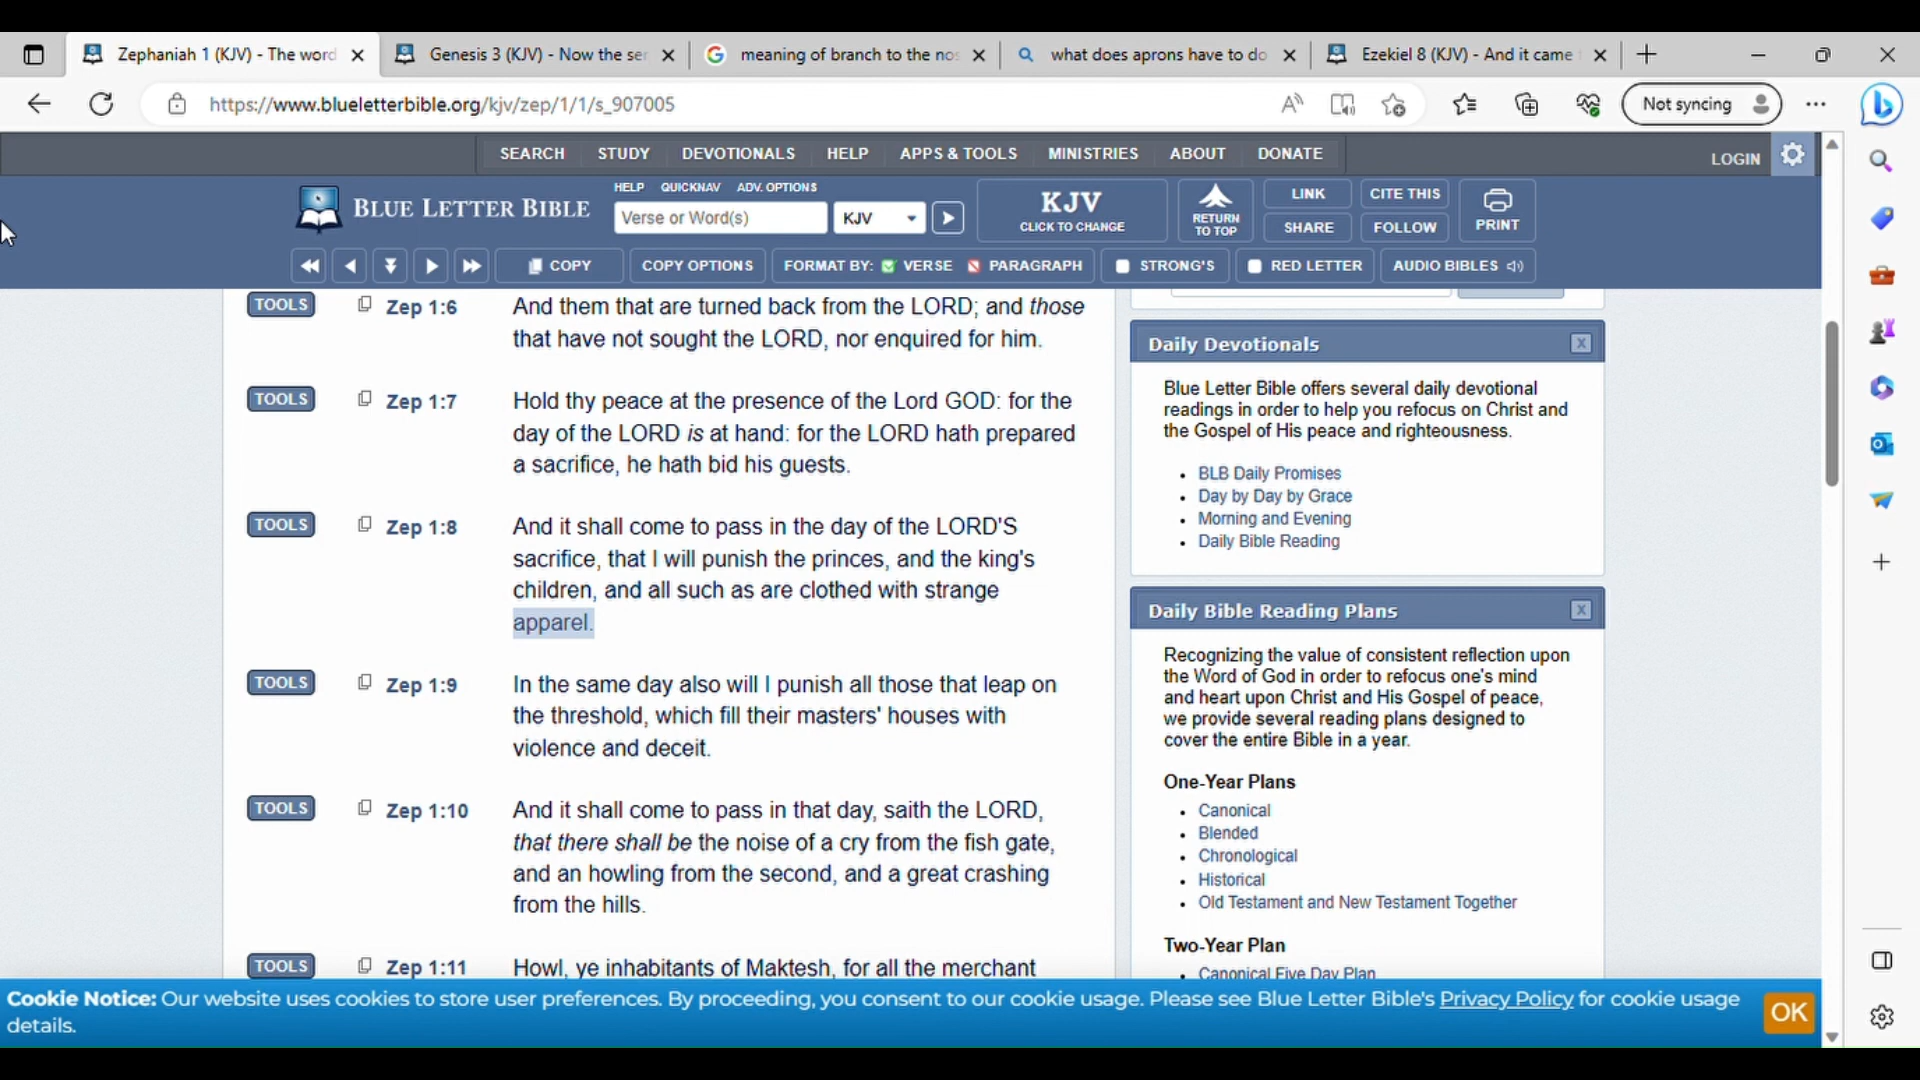 Zephaniah 1 (KJV) - The word
Genesis 3 (KJV) - Now the ser
meaning of branch to the nos
what does aprons have to do
Ezekiel 8 (KJV) - And it came
https://www.blueletterbible.org/kjv/zep/1/1/s_907005
Not syncing
SEARCH STUDY DEVOTIONALS HELP APPS & TOOLS MINISTRIES ABOUT DONATE
LOGIN
BLUE LETTER BIBLE
HELP QUICKNAV ADV. OPTIONS
Verse or Word(s)
KJV
KJV
CLICK TO CHANGE
RETURN
TO TOP
LINK
CITE THIS
SHARE
FOLLOW
PRINT
COPY
COPY OPTIONS
FORMAT BY: VERSE PARAGRAPH
STRONG'S
RED LETTER
AUDIO BIBLES
TOOLS Zep 1:6 And them that are turned back from the LORD; and those
that have not sought the LORD, nor enquired for him.
TOOLS Zep 1:7 Hold thy peace at the presence of the Lord GOD: for the
day of the LORD is at hand: for the LORD hath prepared
a sacrifice, he hath bid his guests.
TOOLS Zep 1:8 And it shall come to pass in the day of the LORD'S
sacrifice, that I will punish the princes, and the king's
children, and all such as are clothed with strange
apparel.
TOOLS Zep 1:9 In the same day also will I punish all those that leap on
the threshold, which fill their masters' houses with
violence and deceit.
TOOLS Zep 1:10 And it shall come to pass in that day, saith the LORD,
that there shall be the noise of a cry from the fish gate,
and an howling from the second, and a great crashing
from the hills.
TOOLS Zep 1:11 Howl, ye inhabitants of Maktesh, for all the merchant
Daily Devotionals
Blue Letter Bible offers several daily devotional
readings in order to help you refocus on Christ and
the Gospel of His peace and righteousness.
BLB Daily Promises
Day by Day by Grace
Morning and Evening
Daily Bible Reading
Daily Bible Reading Plans
Recognizing the value of consistent reflection upon
the Word of God in order to refocus one's mind
and heart upon Christ and His Gospel of peace,
we provide several reading plans designed to
cover the entire Bible in a year.
One-Year Plans
Canonical
Blended
Chronological
Historical
Old Testament and New Testament Together
Two-Year Plan
Canonical Five Day Plan
Cookie Notice: Our website uses cookies to store user preferences. By proceeding, you consent to our cookie usage. Please see Blue Letter Bible's Privacy Policy for cookie usage
details.
OK